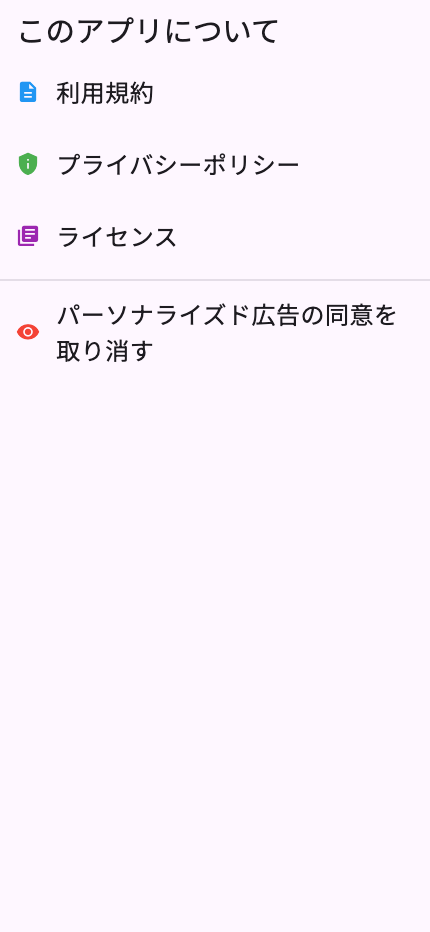 このアプリについて
利用規約
プライバシーポリシー
ライセンス
パーソナライズド広告の同意を
取り消す